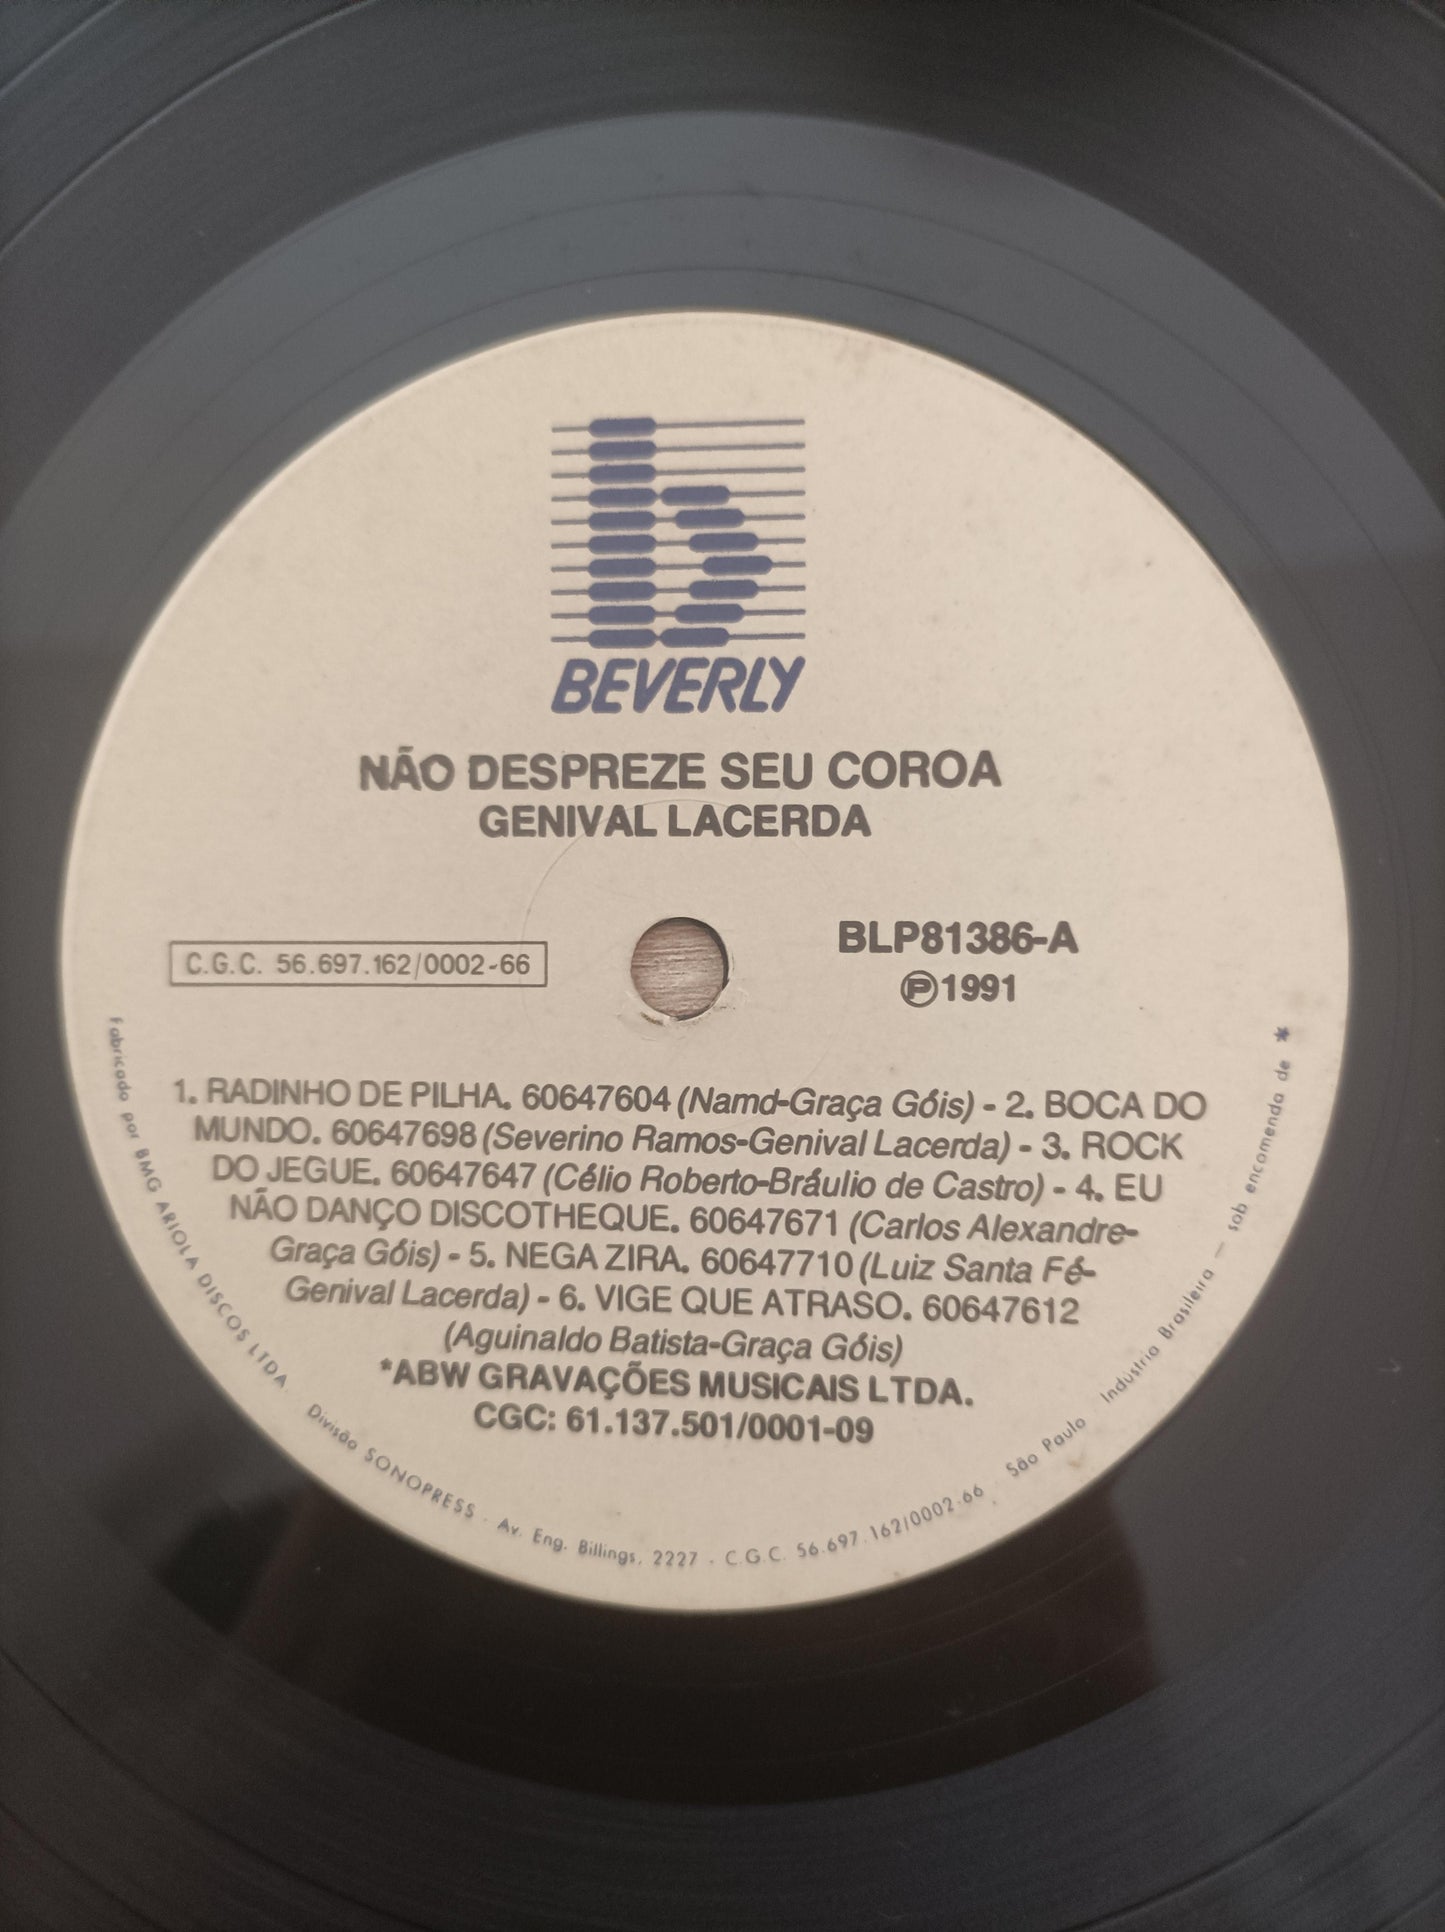 BEVERLY
NÃO DESPREZE SEU COROA
GENIVAL LACERDA
C.G.C. 56.697.162/0002-66
BLP81386-A
Ⓟ1991
1. RADINHO DE PILHA. 60647604 (Namd-Graça Góis) - 2. BOCA DO
MUNDO. 60647698 (Severino Ramos-Genival Lacerda) - 3. ROCK
DO JEGUE. 60647647 (Célio Roberto-Bráulio de Castro) - 4. EU
NÃO DANÇO DISCOTHEQUE. 60647671 (Carlos Alexandre-
Graça Góis) - 5. NEGA ZIRA. 60647710 (Luiz Santa Fé-
Genival Lacerda) - 6. VIGE QUE ATRASO. 60647612
(Aguinaldo Batista-Graça Góis)
*ABW GRAVAÇÕES MUSICAIS LTDA.
CGC: 61.137.501/0001-09
Fabricado por BMG ARIOLA DISCOS LTDA. Divisão SONOPRESS . Av. Eng. Billings, 2227 . C.G.C. 56.697.162/0002-66 . São Paulo Indústria Brasileira — sob encomenda de *